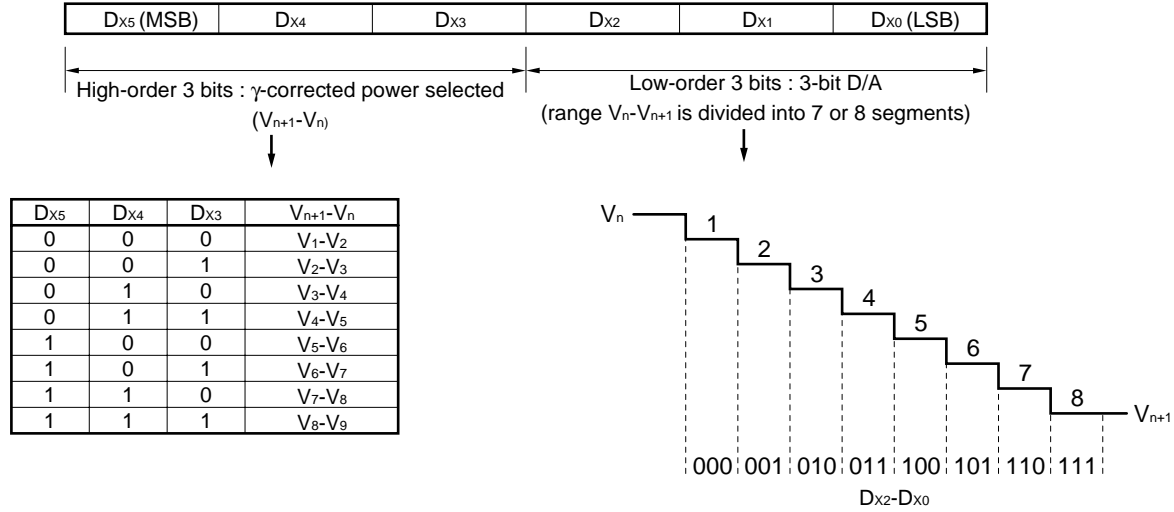 DX5 (MSB) DX4 DX3 DX2 DX1 DX0 (LSB)
High-order 3 bits : γ-corrected power selected
(Vn+1-Vn)
Low-order 3 bits : 3-bit D/A
(range Vn-Vn+1 is divided into 7 or 8 segments)
DX5 DX4 DX3 Vn+1-Vn
0 0 0 V1-V2
0 0 1 V2-V3
0 1 0 V3-V4
0 1 1 V4-V5
1 0 0 V5-V6
1 0 1 V6-V7
1 1 0 V7-V8
1 1 1 V8-V9
Vn
1
2
3
4
5
6
7
8
Vn+1
000 001 010 011 100 101 110 111
DX2-DX0